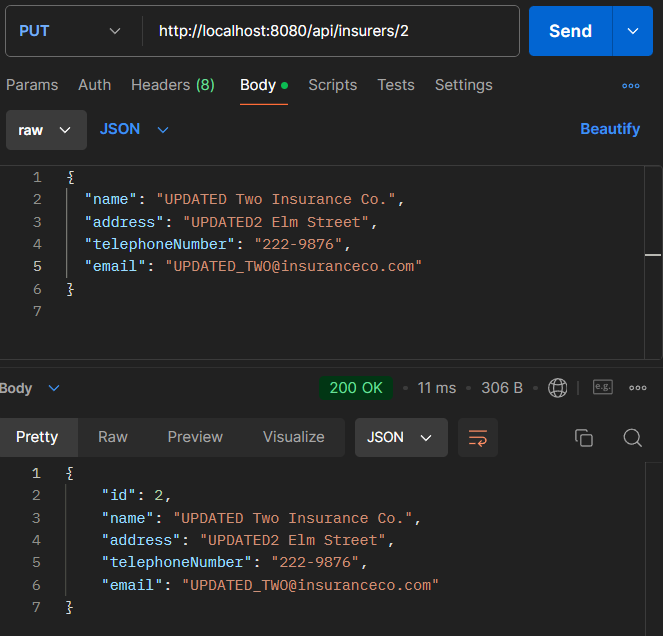 PUT http://localhost:8080/api/insurers/2 Send
Params Auth Headers (8) Body Scripts Tests Settings
raw JSON Beautify
1 {
2 "name": "UPDATED Two Insurance Co.",
3 "address": "UPDATED2 Elm Street",
4 "telephoneNumber": "222-9876",
5 "email": "UPDATED_TWO@insuranceco.com"
6 }
7
Body 200 OK 11 ms 306 B e.g.
Pretty Raw Preview Visualize JSON
1 {
2 "id": 2,
3 "name": "UPDATED Two Insurance Co.",
4 "address": "UPDATED2 Elm Street",
5 "telephoneNumber": "222-9876",
6 "email": "UPDATED_TWO@insuranceco.com"
7 }